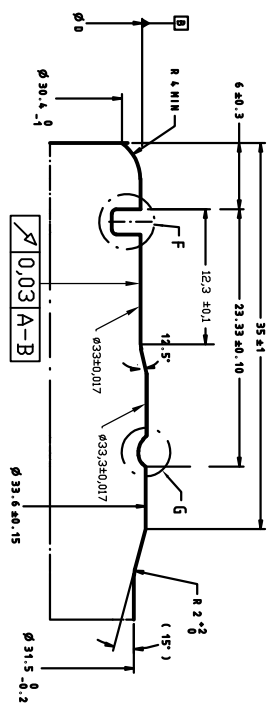 B
Ø D
Ø 30.4 0 -1
R 4 MIN
6 ±0.3
35 ±1
23.33 ±0.10
12,3 ±0,1
F
0,03 A-B
Ø33±0,017
12.5°
Ø33,3±0,017
G
Ø 33.6 ±0.15
R 2 +2 0
(15°)
Ø 31.5 0 -0.2